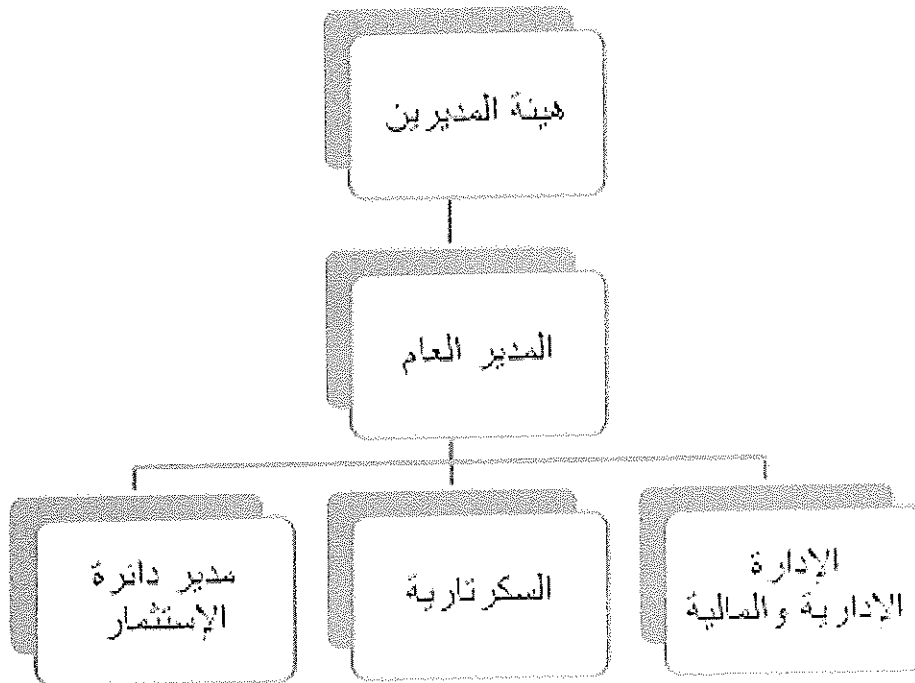 هيئة المديرين
المدير العام
الإدارة
الإدارية والمالية
السكرتارية
مدير دائرة
الإستثمار